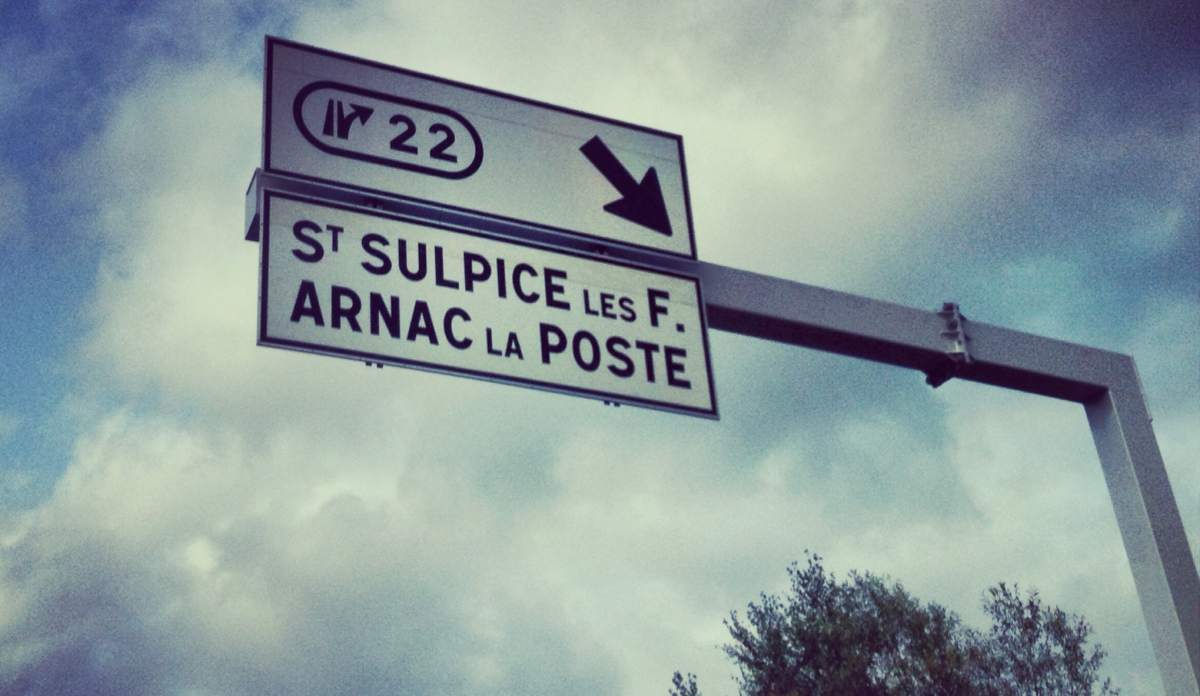 22
ST SULPICE LES F.
ARNAC LA POSTE